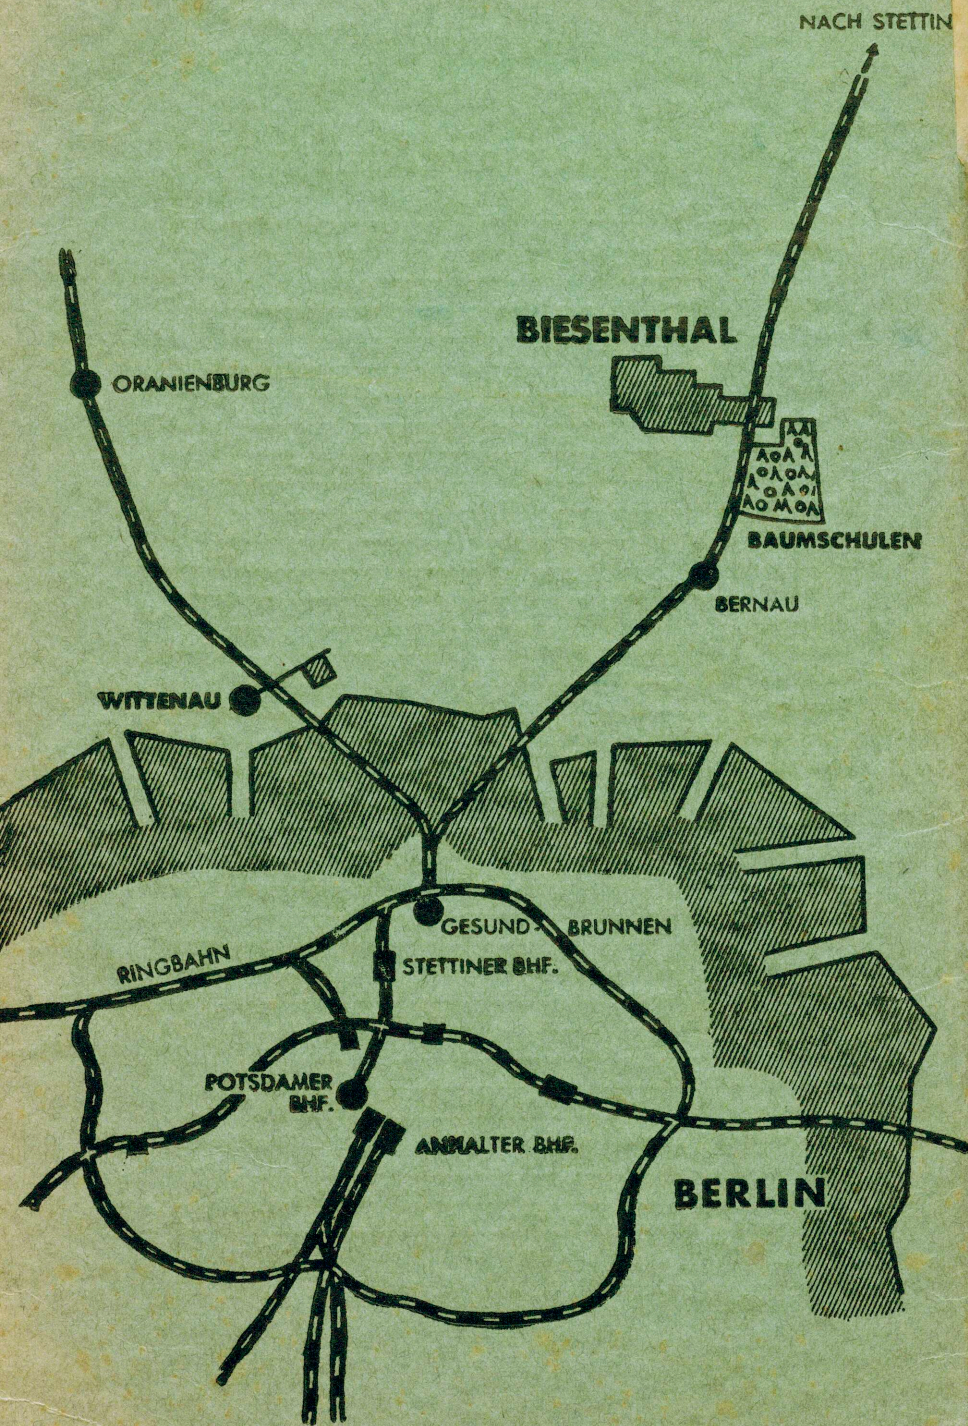 NACH STETTIN
BIESENTHAL
ORANIENBURG
BAUMSCHULEN
BERNAU
WITTENAU
GESUND-BRUNNEN
RINGBAHN
STETTINER BHF.
POTSDAMER
BHF.
ANHALTER BHF.
BERLIN